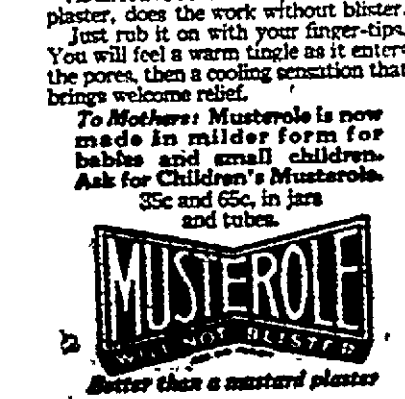 plaster, does the work without blister.
Just rub it on with your finger-tips.
You will feel a warm tingle as it enters
the pores, then a cooling sensation that
brings welcome relief.
To Mothers: Musterole is now
made in milder form for
babies and small children.
Ask for Children's Musterole.
35c and 65c, in jars
and tubes.
MUSTEROLE
WILL NOT BLISTER
Better than a mustard plaster